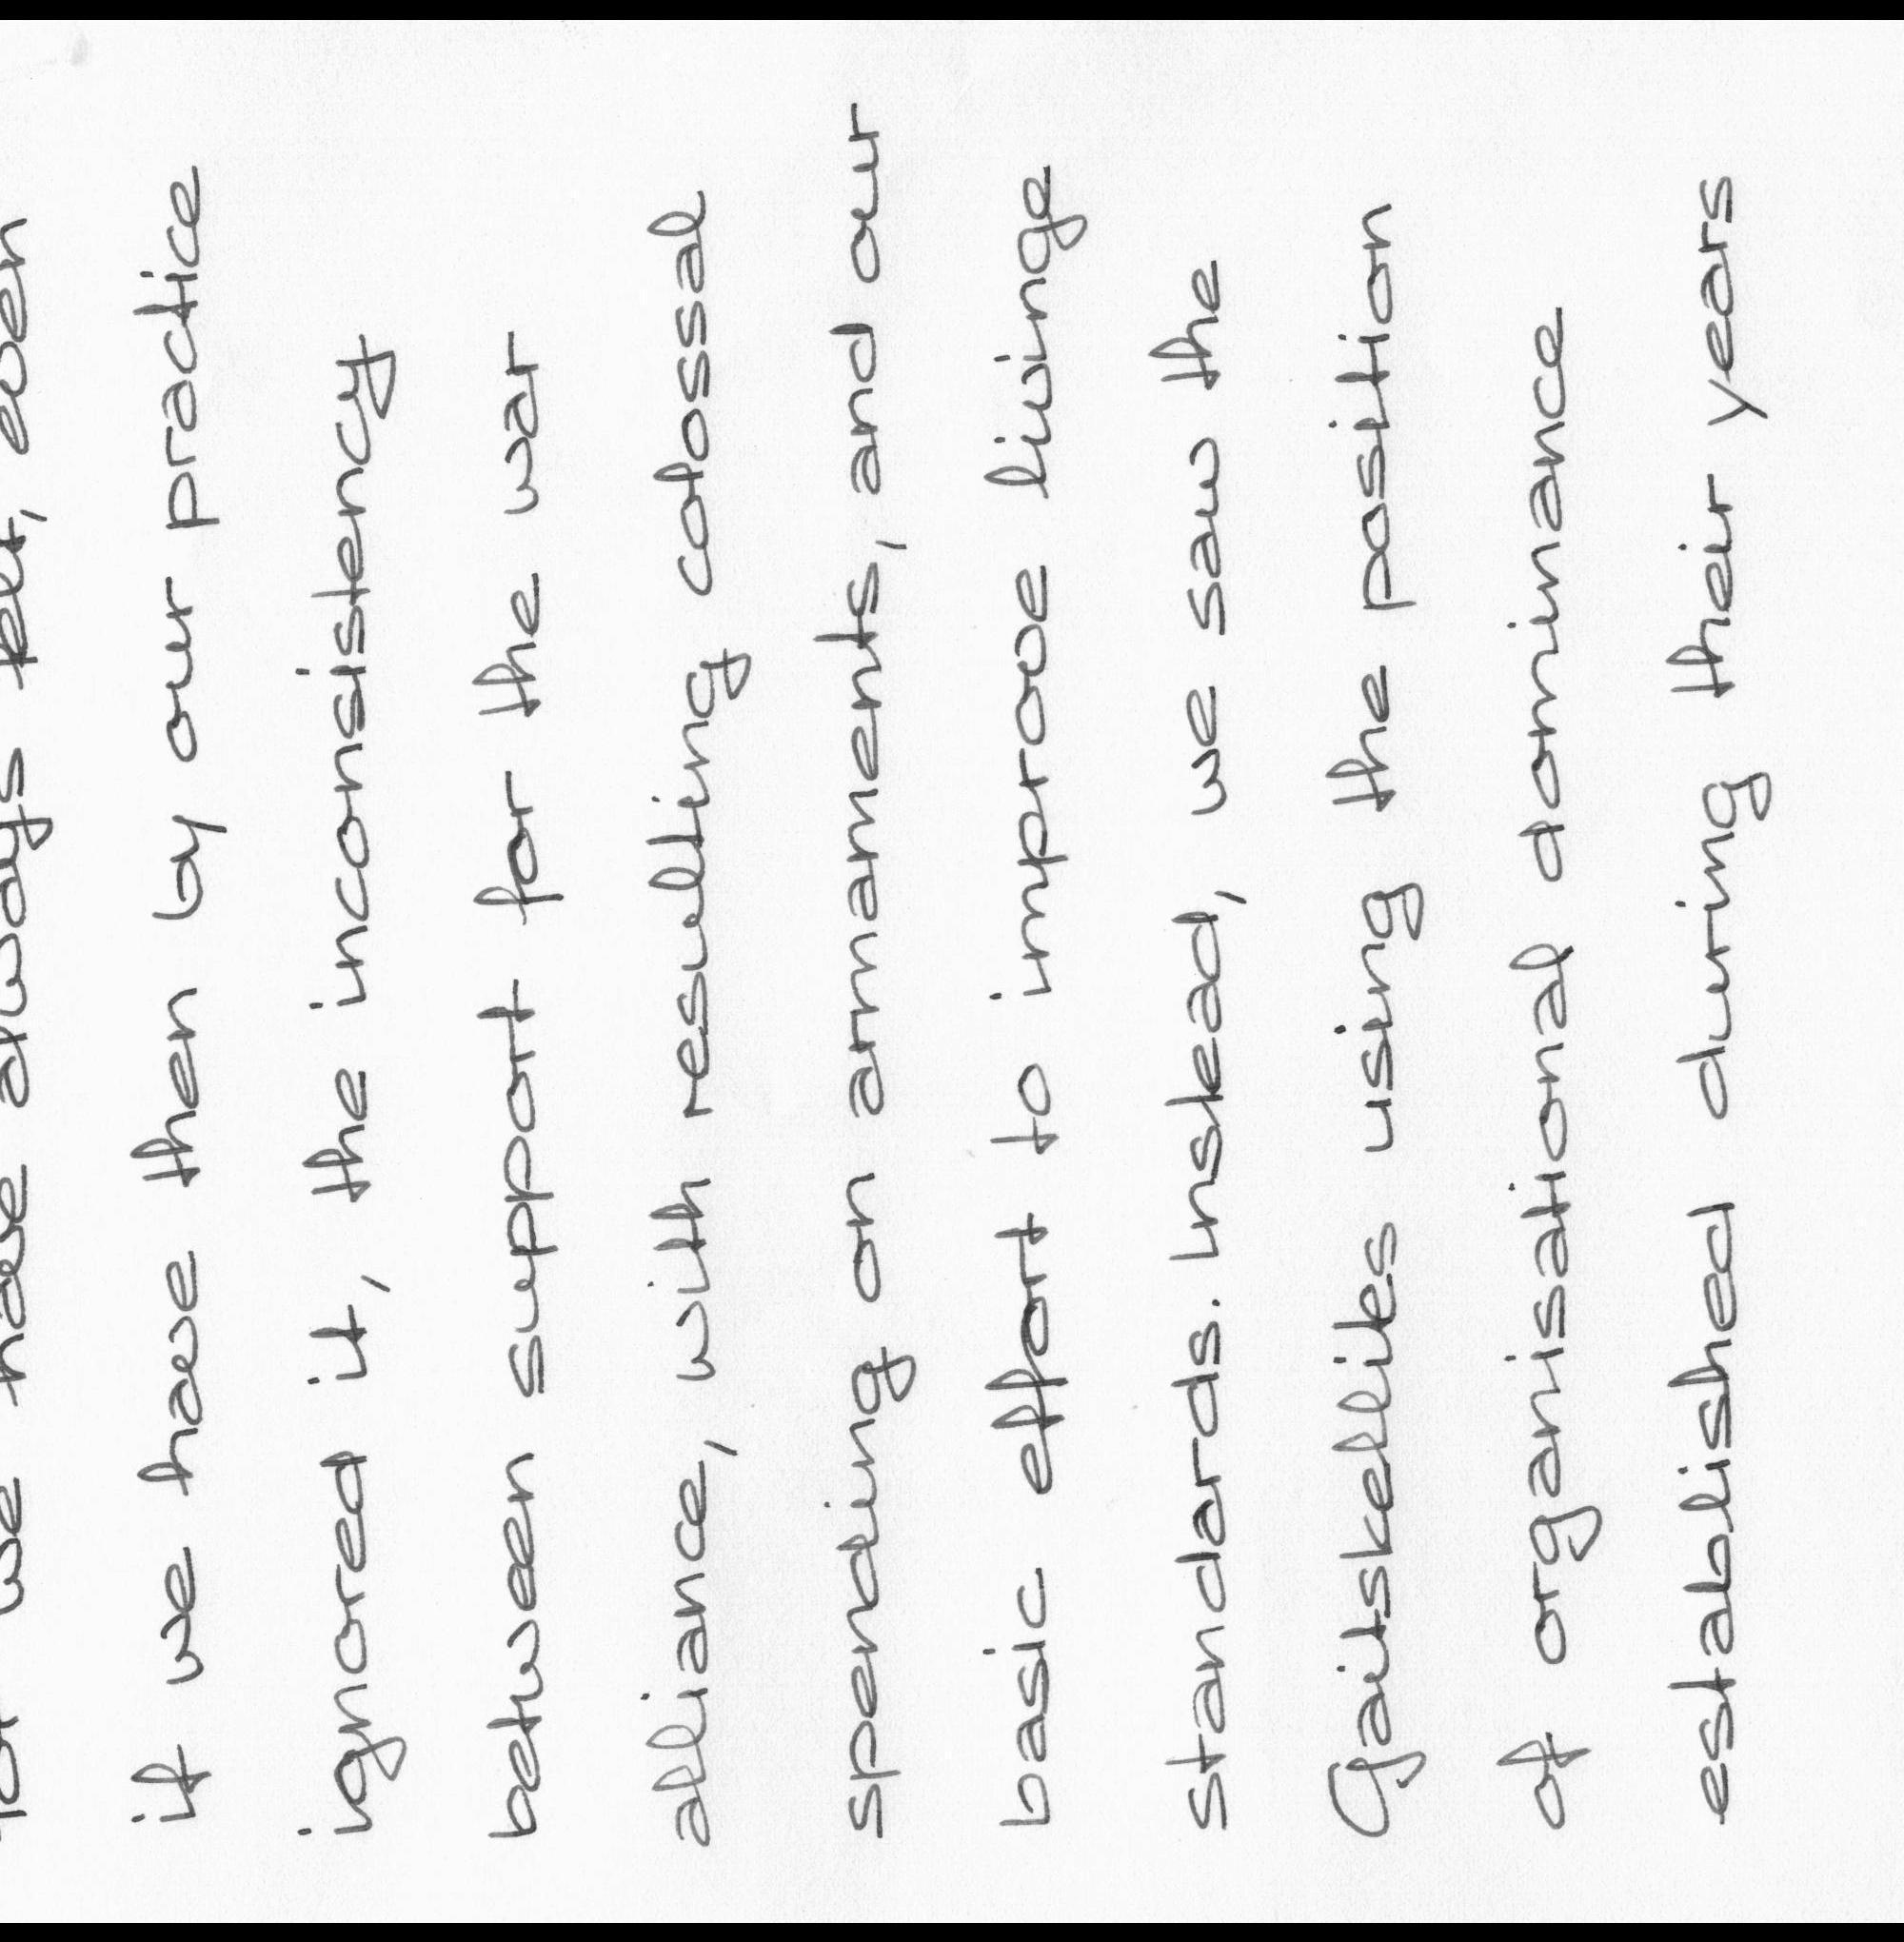 for we have always felt, even
if we have then by our practice
ignored it, the inconsistency
between support for the war
alliance, with resulting colossal
spending on armaments, and our
basic effort to improve livinge
standards. Instead, we saw the
Gaitskellites using the position
of organisational dominance
established during their years